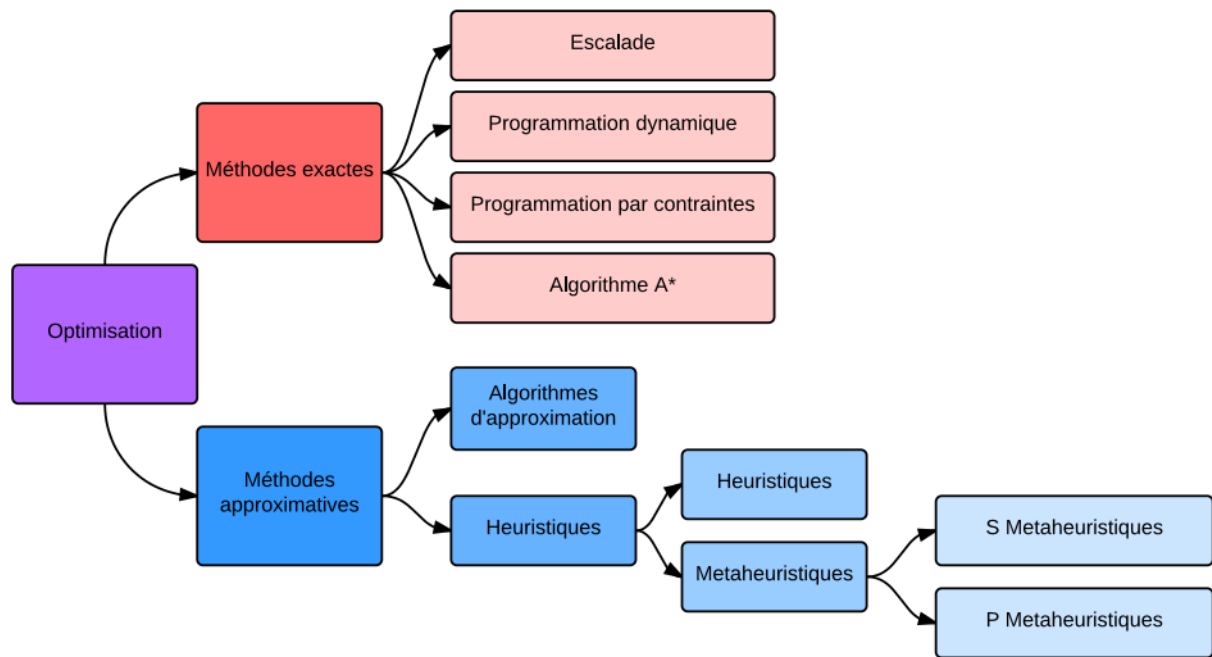 Escalade
Programmation dynamique
Méthodes exactes
Programmation par contraintes
Algorithme A*
Optimisation
Algorithmes
d'approximation
Méthodes
approximatives
Heuristiques
Heuristiques
Metaheuristiques
S Metaheuristiques
P Metaheuristiques